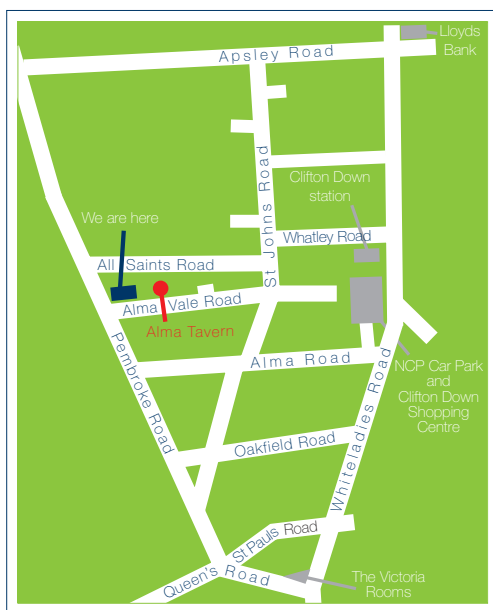 Lloyds
Bank
Apsley Road
Clifton Down
station
St Johns Road
We are here
Whatley Road
All Saints Road
Alma Vale Road
Alma Tavern
Pembroke Road
Alma Road
NCP Car Park
and
Clifton Down
Shopping
Centre
Whiteladies Road
Oakfield Road
St Pauls Road
Queen's Road
The Victoria
Rooms